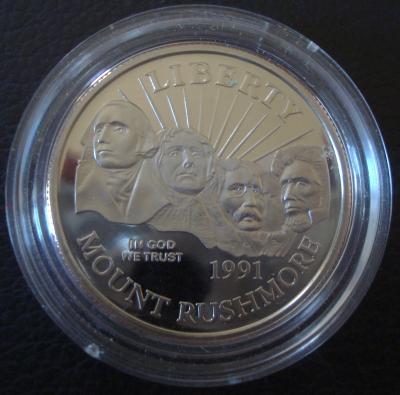 LIBERTY
IN GOD
WE TRUST
1991
MOUNT RUSHMORE